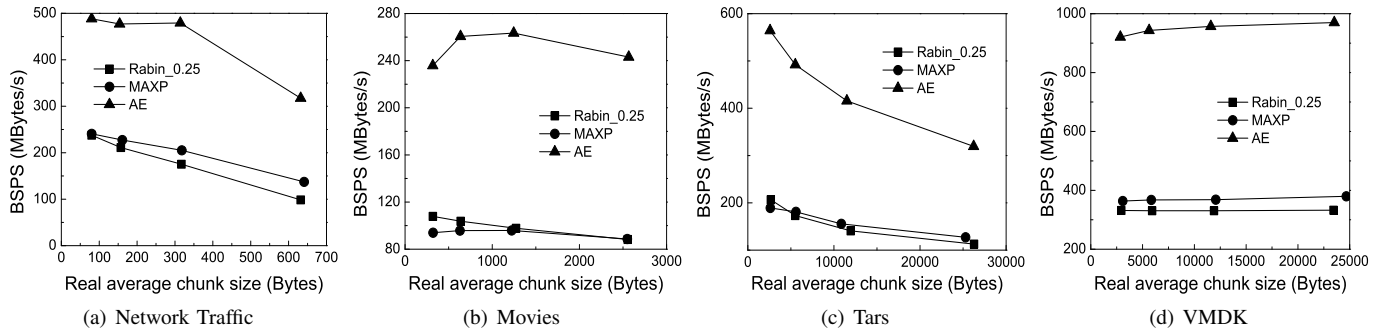 500
400
300
200
100
0
BSPS (MBytes/s)
Rabin_0.25
MAXP
AE
0 100 200 300 400 500 600 700
Real average chunk size (Bytes)
(a) Network Traffic
280
240
200
160
120
80
BSPS (MBytes/s)
Rabin_0.25
MAXP
AE
0 1000 2000 3000
Real average chunk size (Bytes)
(b) Movies
600
400
200
BSPS (MBytes/s)
Rabin_0.25
MAXP
AE
0 10000 20000 30000
Real average chunk size (Bytes)
(c) Tars
1000
800
600
400
200
BSPS (MBytes/s)
Rabin_0.25
MAXP
AE
0 5000 10000 15000 20000 25000
Real average chunk size (Bytes)
(d) VMDK